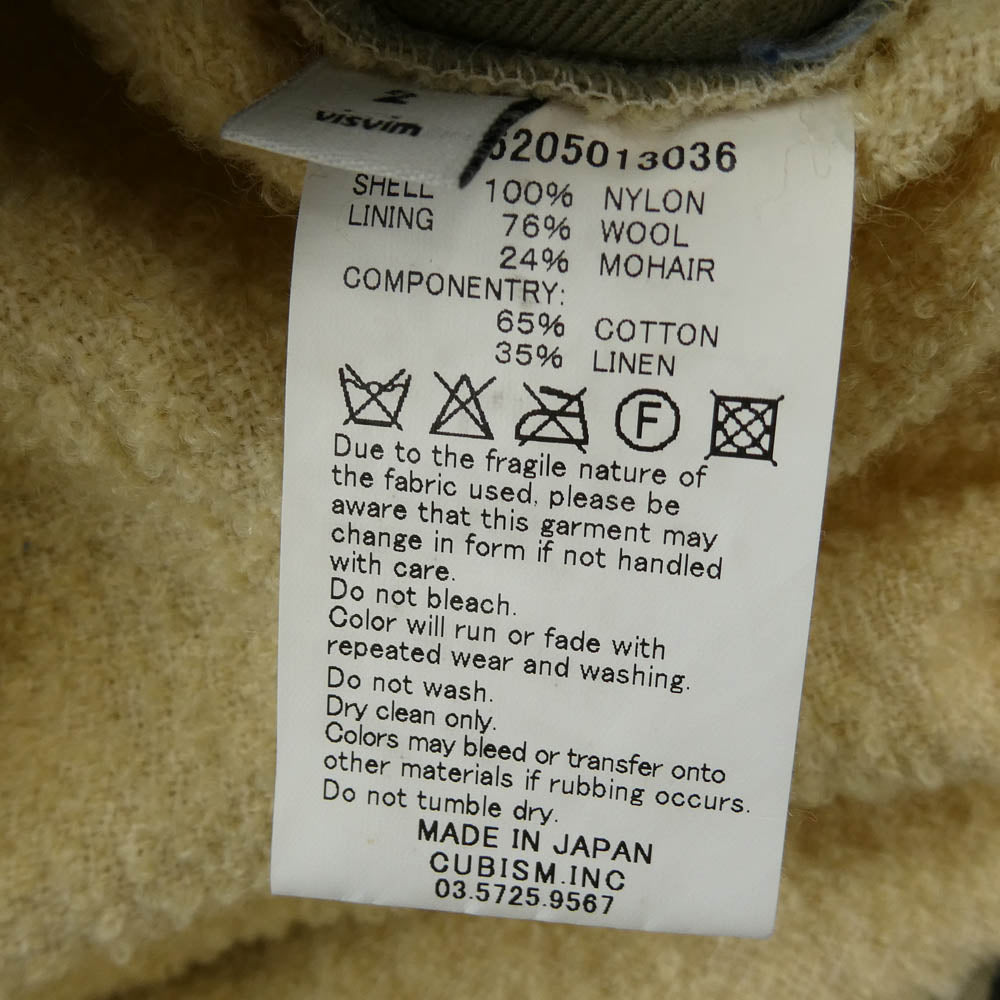 2
visvim
6205013036
SHELL 100% NYLON
LINING 76% WOOL
24% MOHAIR
COMPONENTRY:
65% COTTON
35% LINEN
F
Due to the fragile nature of
the fabric used, please be
aware that this garment may
change in form if not handled
with care.
Do not bleach.
Color will run or fade with
repeated wear and washing.
Do not wash.
Dry clean only.
Colors may bleed or transfer onto
other materials if rubbing occurs.
Do not tumble dry.
MADE IN JAPAN
CUBISM.INC
03.5725.9567